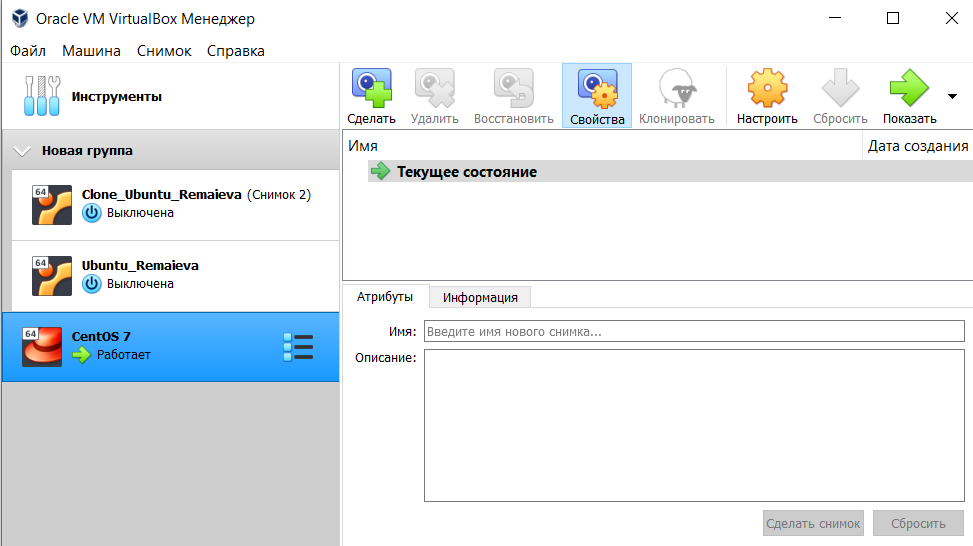 Oracle VM VirtualBox Менеджер
Файл Машина Снимок Справка
Инструменты
Сделать Удалить Восстановить Свойства Клонировать Настроить Сбросить Показать
Новая группа
64 Clone_Ubuntu_Remaieva (Снимок 2)
Выключена
64 Ubuntu_Remaieva
Выключена
64 CentOS 7
Работает
Имя Дата создания
Текущее состояние
Атрибуты Информация
Имя: Введите имя нового снимка...
Описание:
Сделать снимок Сбросить